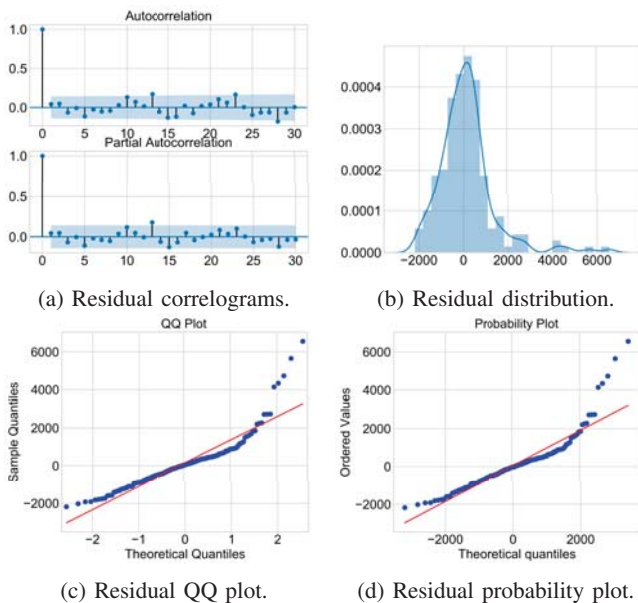 Autocorrelation
1.0
0.5
0.0
0 5 10 15 20 25 30
Partial Autocorrelation
1.0
0.5
0.0
0 5 10 15 20 25 30
(a) Residual correlograms.
0.0004
0.0003
0.0002
0.0001
0.0000
−2000 0 2000 4000 6000
(b) Residual distribution.
QQ Plot
Sample Quantiles
6000
4000
2000
0
−2000
−2 −1 0 1 2
Theoretical Quantiles
(c) Residual QQ plot.
Probability Plot
Ordered Values
6000
4000
2000
0
−2000
−2000 0 2000
Theoretical quantiles
(d) Residual probability plot.